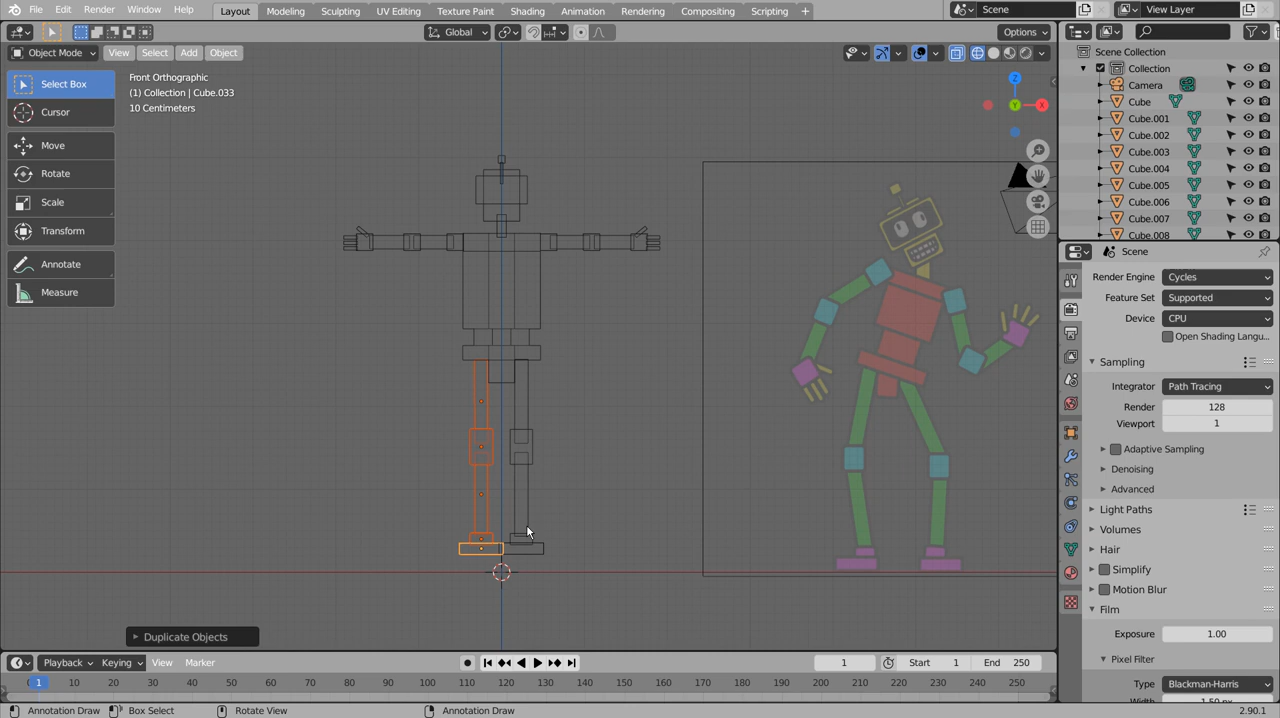 File Edit Render Window Help Layout Modeling Sculpting UV Editing Texture Paint Shading Animation Rendering Compositing Scripting + Scene View Layer
Global Options
Object Mode View Select Add Object
Select Box
Cursor
Move
Rotate
Scale
Transform
Annotate
Measure
Front Orthographic
(1) Collection | Cube.033
10 Centimeters
Z
Y
X
Duplicate Objects
Scene Collection
Collection
Camera
Cube
Cube.001
Cube.002
Cube.003
Cube.004
Cube.005
Cube.006
Cube.007
Cube.008
Scene
Render Engine Cycles
Feature Set Supported
Device CPU
Open Shading Langu...
Sampling
Integrator Path Tracing
Render 128
Viewport 1
Adaptive Sampling
Denoising
Advanced
Light Paths
Volumes
Hair
Simplify
Motion Blur
Film
Exposure 1.00
Pixel Filter
Type Blackman-Harris
Width 1.50 px
Playback Keying View Marker 1 Start 1 End 250
1 10 20 30 40 50 60 70 80 90 100 110 120 130 140 150 160 170 180 190 200 210 220 230 240 250
Annotation Draw Box Select Rotate View Annotation Draw 2.90.1